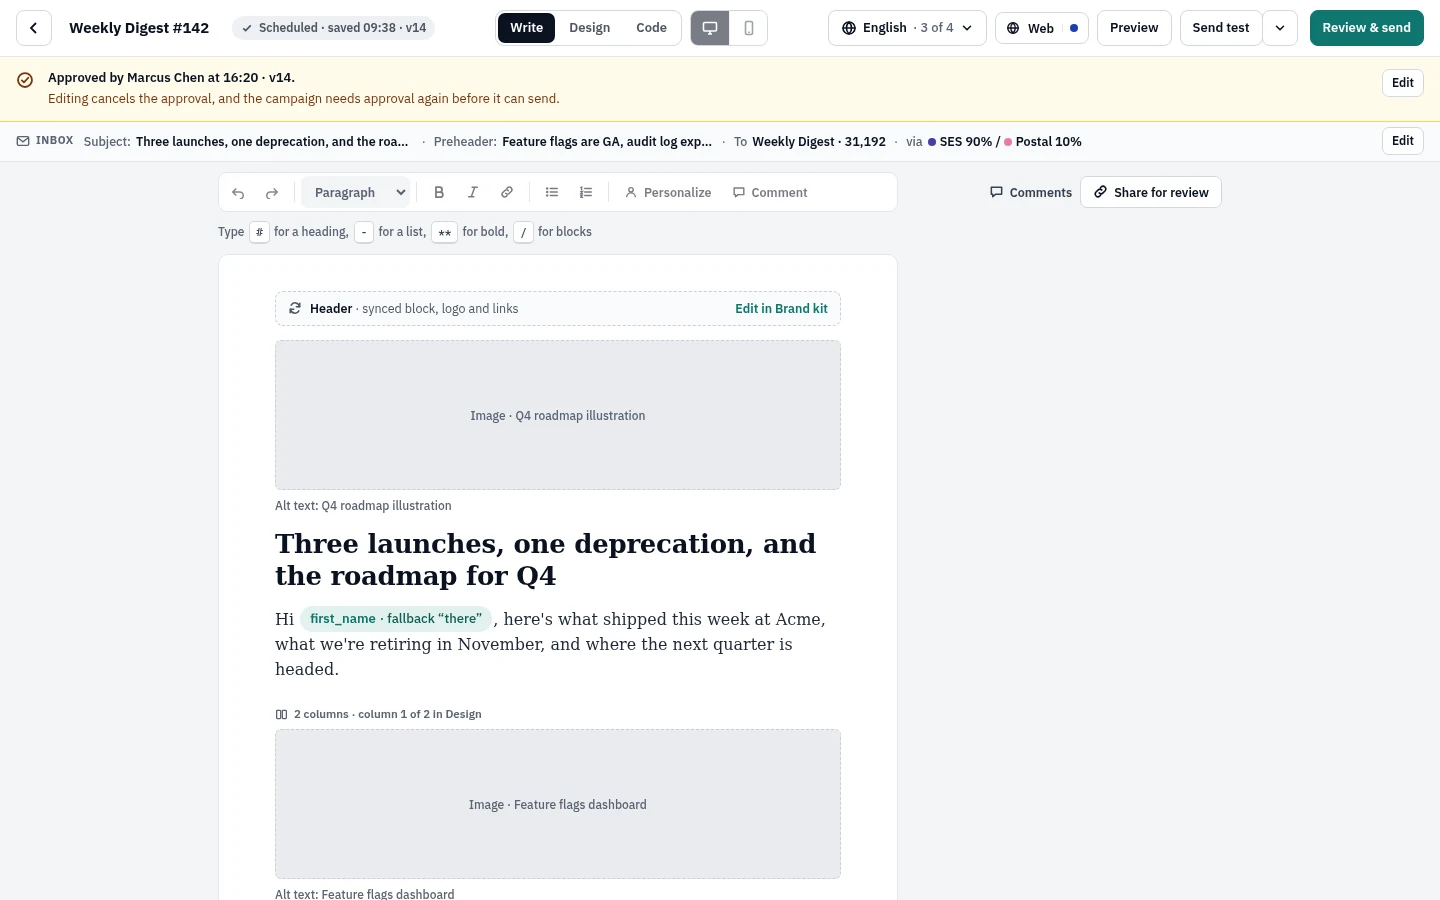 Weekly Digest #142
Scheduled · saved 09:38 · v14
Write
Design
Code
English · 3 of 4
Web
Preview
Send test
Review & send
Approved by Marcus Chen at 16:20 · v14.
Editing cancels the approval, and the campaign needs approval again before it can send.
Edit
INBOX Subject: Three launches, one deprecation, and the roa... · Preheader: Feature flags are GA, audit log exp... · To Weekly Digest · 31,192 · via SES 90% / Postal 10%
Edit
Paragraph
B
I
Personalize
Comment
Comments
Share for review
Type # for a heading, - for a list, ** for bold, / for blocks
Header · synced block, logo and links
Edit in Brand kit
Image · Q4 roadmap illustration
Alt text: Q4 roadmap illustration
Three launches, one deprecation, and
the roadmap for Q4
Hi first_name · fallback “there” , here's what shipped this week at Acme,
what we're retiring in November, and where the next quarter is
headed.
2 columns · column 1 of 2 in Design
Image · Feature flags dashboard
Alt text: Feature flags dashboard